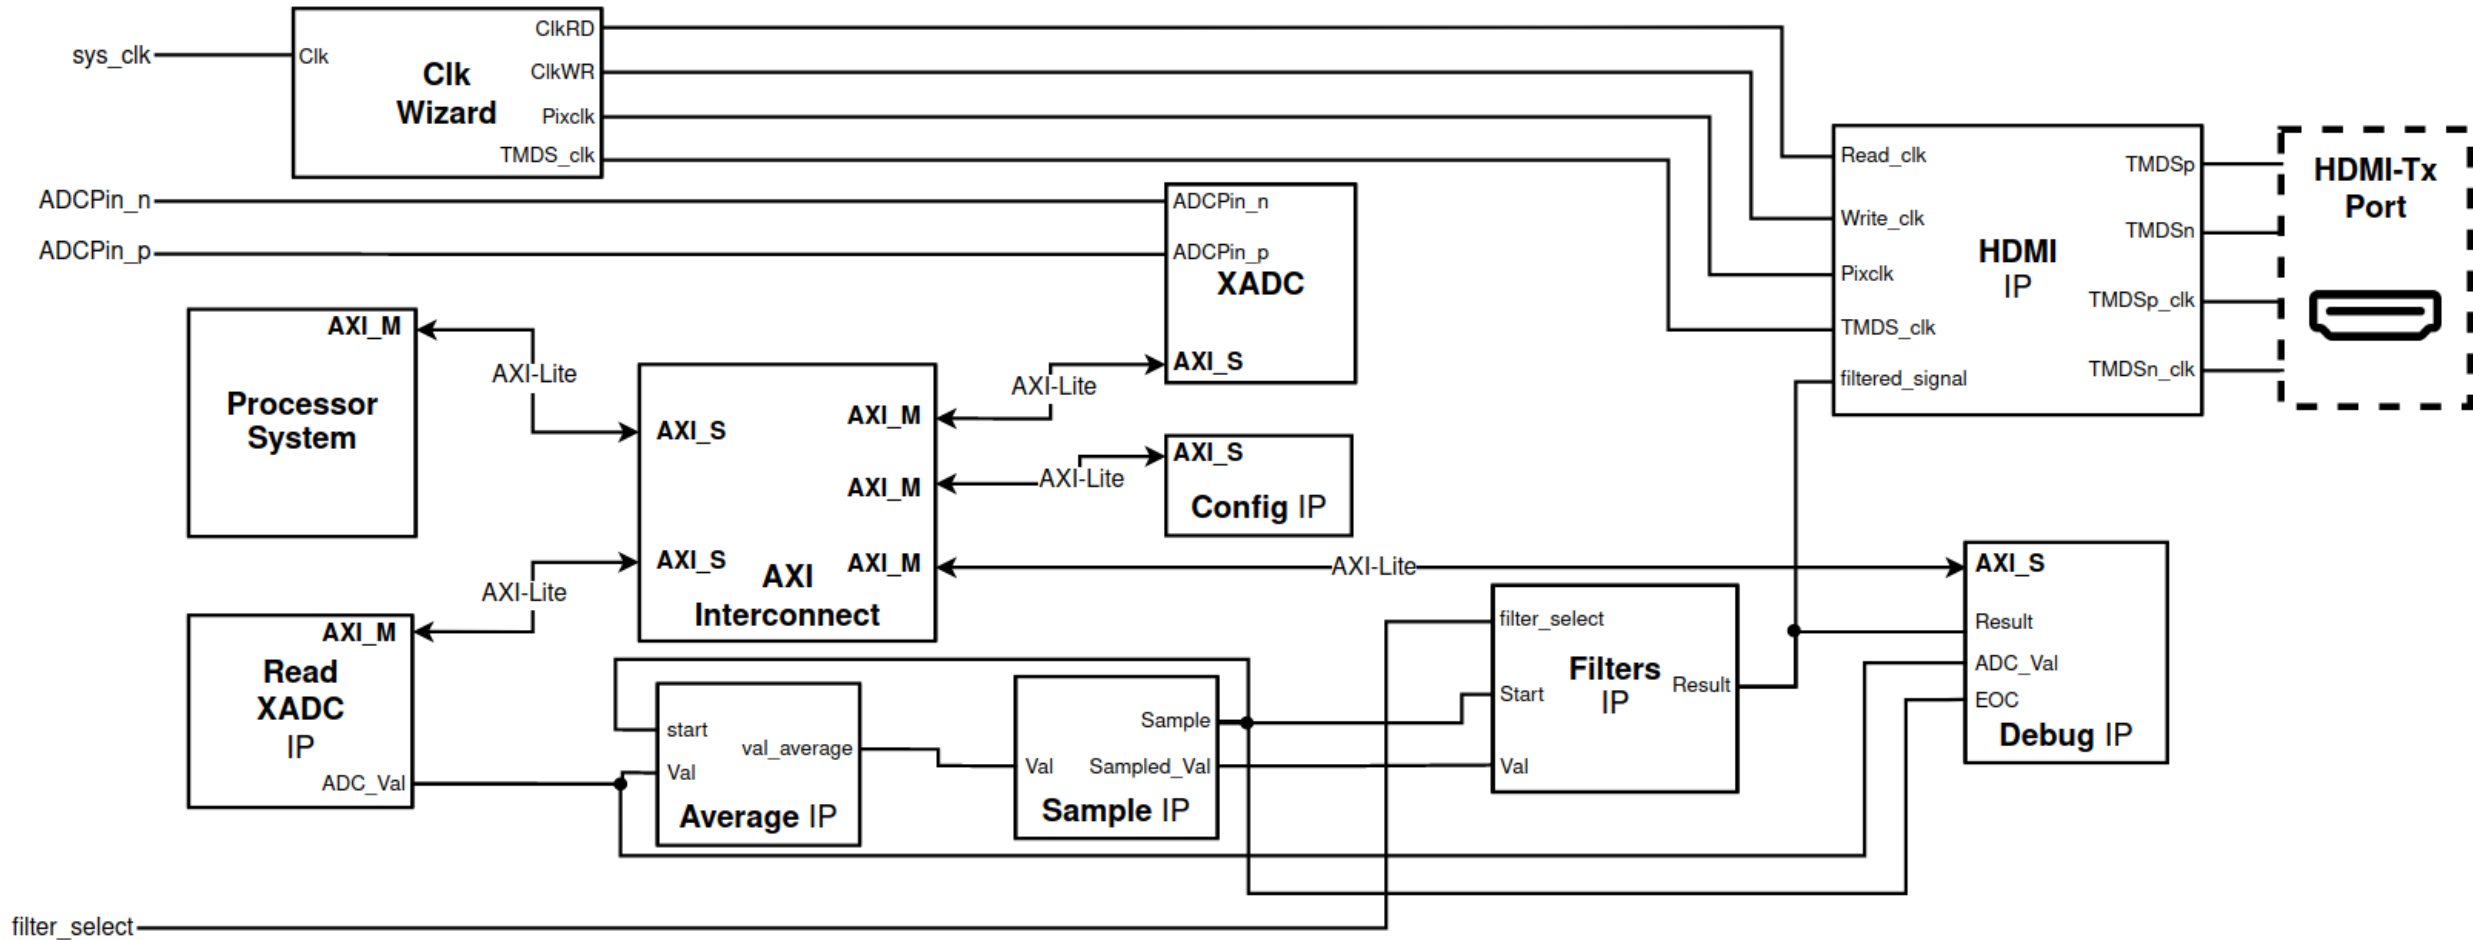 sys_clk
Clk
Clk
Wizard
ClkRD
ClkWR
Pixclk
TMDS_clk
ADCPin_n
ADCPin_p
ADCPin_n
ADCPin_p
XADC
AXI_S
Read_clk
Write_clk
Pixclk
TMDS_clk
filtered_signal
HDMI
IP
TMDSp
TMDSn
TMDSp_clk
TMDSn_clk
HDMI-Tx
Port
AXI_M
Processor
System
AXI-Lite
AXI_S
AXI_S
AXI_M
AXI_M
AXI_M
AXI
Interconnect
AXI-Lite
AXI-Lite
AXI_S
Config IP
AXI-Lite
AXI-Lite
AXI_M
Read
XADC
IP
ADC_Val
start
Val
val_average
Average IP
Val
Sample
Sampled_Val
Sample IP
filter_select
Start
Val
Filters
IP
Result
AXI_S
Result
ADC_Val
EOC
Debug IP
filter_select